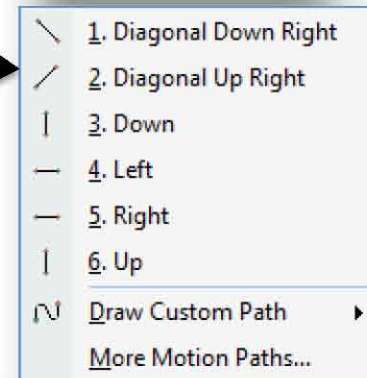 1. Diagonal Down Right
2. Diagonal Up Right
3. Down
4. Left
5. Right
6. Up
Draw Custom Path
More Motion Paths...